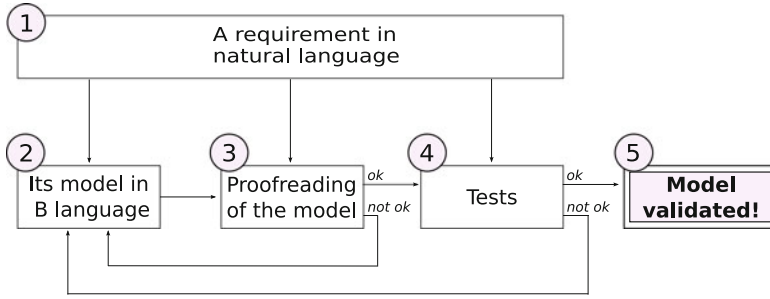 1
A requirement in
natural language
2
Its model in
B language
3
Proofreading
of the model
ok
not ok
4
Tests
ok
not ok
5
Model
validated!